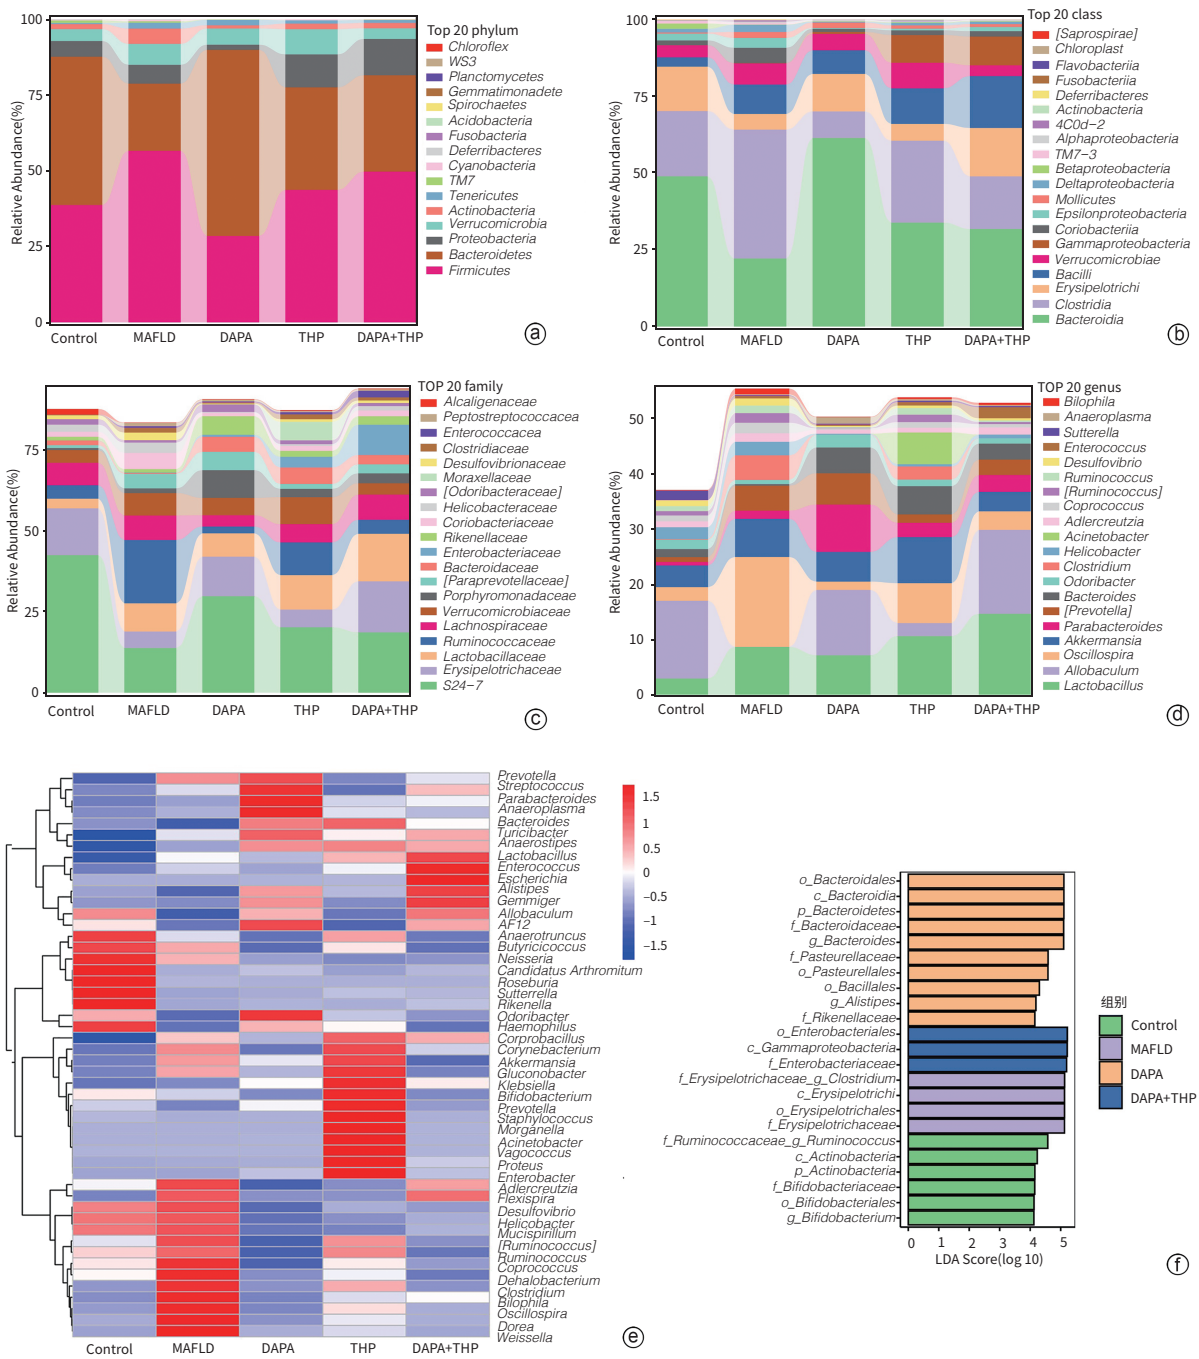 100
75
50
25
0
Relative Abundance(%)
Control
MAFLD
DAPA
THP
DAPA+THP
Top 20 phylum
Chloroflex
WS3
Planctomycetes
Gemmatimonadete
Spirochaetes
Acidobacteria
Fusobacteria
Deferribacteres
Cyanobacteria
TM7
Tenericutes
Actinobacteria
Verrucomicrobia
Proteobacteria
Bacteroidetes
Firmicutes
a
100
75
50
25
0
Relative Abundance(%)
Control
MAFLD
DAPA
THP
DAPA+THP
Top 20 class
[Saprospirae]
Chloroplast
Flavobacteriia
Fusobacteriia
Deferribacteres
Actinobacteria
4C0d-2
Alphaproteobacteria
TM7-3
Betaproteobacteria
Deltaproteobacteria
Mollicutes
Epsilonproteobacteria
Coriobacteriia
Gammaproteobacteria
Verrucomicrobiae
Bacilli
Erysipelotrichi
Clostridia
Bacteroidia
b
75
50
25
0
Relative Abundance(%)
Control
MAFLD
DAPA
THP
DAPA+THP
TOP 20 family
Alcaligenaceae
Peptostreptococcacea
Enterococcacea
Clostridiaceae
Desulfovibrionaceae
Moraxellaceae
[Odoribacteraceae]
Helicobacteraceae
Coriobacteriaceae
Rikenellaceae
Enterobacteriaceae
Bacteroidaceae
[Paraprevotellaceae]
Porphyromonadaceae
Verrucomicrobiaceae
Lachnospiraceae
Ruminococcaceae
Lactobacillaceae
Erysipelotrichaceae
S24-7
c
50
40
30
20
10
0
Relative Abundance(%)
Control
MAFLD
DAPA
THP
DAPA+THP
TOP 20 genus
Bilophila
Anaeroplasma
Sutterella
Enterococcus
Desulfovibrio
Ruminococcus
[Ruminococcus]
Coprococcus
Adlercreutzia
Acinetobacter
Helicobacter
Clostridium
Odoribacter
Bacteroides
[Prevotella]
Parabacteroides
Akkermansia
Oscillospira
Allobaculum
Lactobacillus
d
Prevotella
Streptococcus
Parabacteroides
Anaeroplasma
Bacteroides
Turicibacter
Anaerostipes
Lactobacillus
Enterococcus
Escherichia
Alistipes
Gemmiger
Allobaculum
AF12
Anaerotruncus
Butyricicoccus
Neisseria
Candidatus Arthromitum
Roseburia
Sutterrella
Rikenella
Odoribacter
Haemophilus
Corprobacillus
Corynebacterium
Akkermansia
Gluconobacter
Klebsiella
Bifidobacterium
Prevotella
Staphylococcus
Morganella
Acinetobacter
Vagococcus
Proteus
Enterobacter
Adlercreutzia
Flexispira
Desulfovibrio
Helicobacter
Mucispirillum
[Ruminococcus]
Ruminococcus
Coprococcus
Dehalobacterium
Clostridium
Bilophila
Oscillospira
Dorea
Weissella
Control
MAFLD
DAPA
THP
DAPA+THP
1.5
1
0.5
0
−0.5
−1
−1.5
e
o_Bacteroidales
c_Bacteroidia
p_Bacteroidetes
f_Bacteroidaceae
g_Bacteroides
f_Pasteurellaceae
o_Pasteurellales
o_Bacillales
g_Alistipes
f_Rikenellaceae
o_Enterobacteriales
c_Gammaproteobacteria
f_Enterobacteriaceae
f_Erysipelotrichaceae_g_Clostridium
c_Erysipelotrichi
o_Erysipelotrichales
f_Erysipelotrichaceae
f_Ruminococcaceae_g_Ruminococcus
c_Actinobacteria
p_Actinobacteria
f_Bifidobacteriaceae
o_Bifidobacteriales
g_Bifidobacterium
0 1 2 3 4 5
LDA Score(log 10)
组别
Control
MAFLD
DAPA
DAPA+THP
f